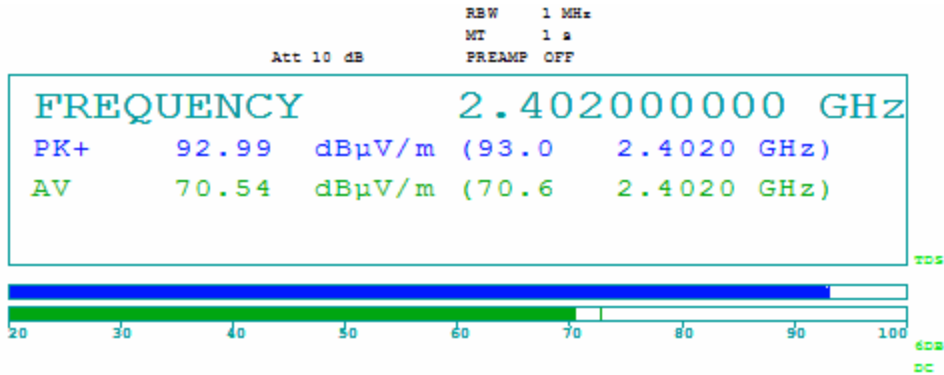 RBW 1 MHz
MT 1 s
Att 10 dB PREAMP OFF
FREQUENCY 2.402000000 GHz
PK+ 92.99 dBµV/m (93.0 2.4020 GHz)
AV 70.54 dBµV/m (70.6 2.4020 GHz)
TDS
20 30 40 50 60 70 80 90 100
6DB
DC